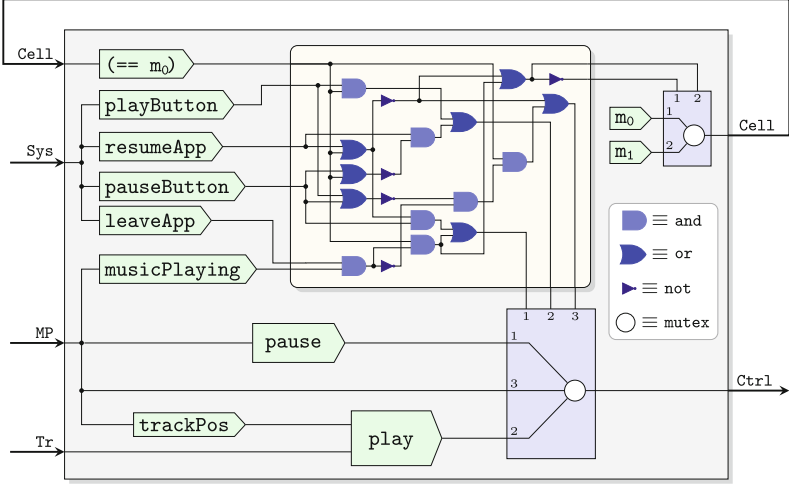 Cell
(== m₀)
playButton
Sys
resumeApp
pauseButton
leaveApp
musicPlaying
MP
pause
trackPos
Tr
play
1 2 3
1
3
2
Ctrl
1 2
m₀
1
m₁
2
Cell
≡ and
≡ or
≡ not
≡ mutex